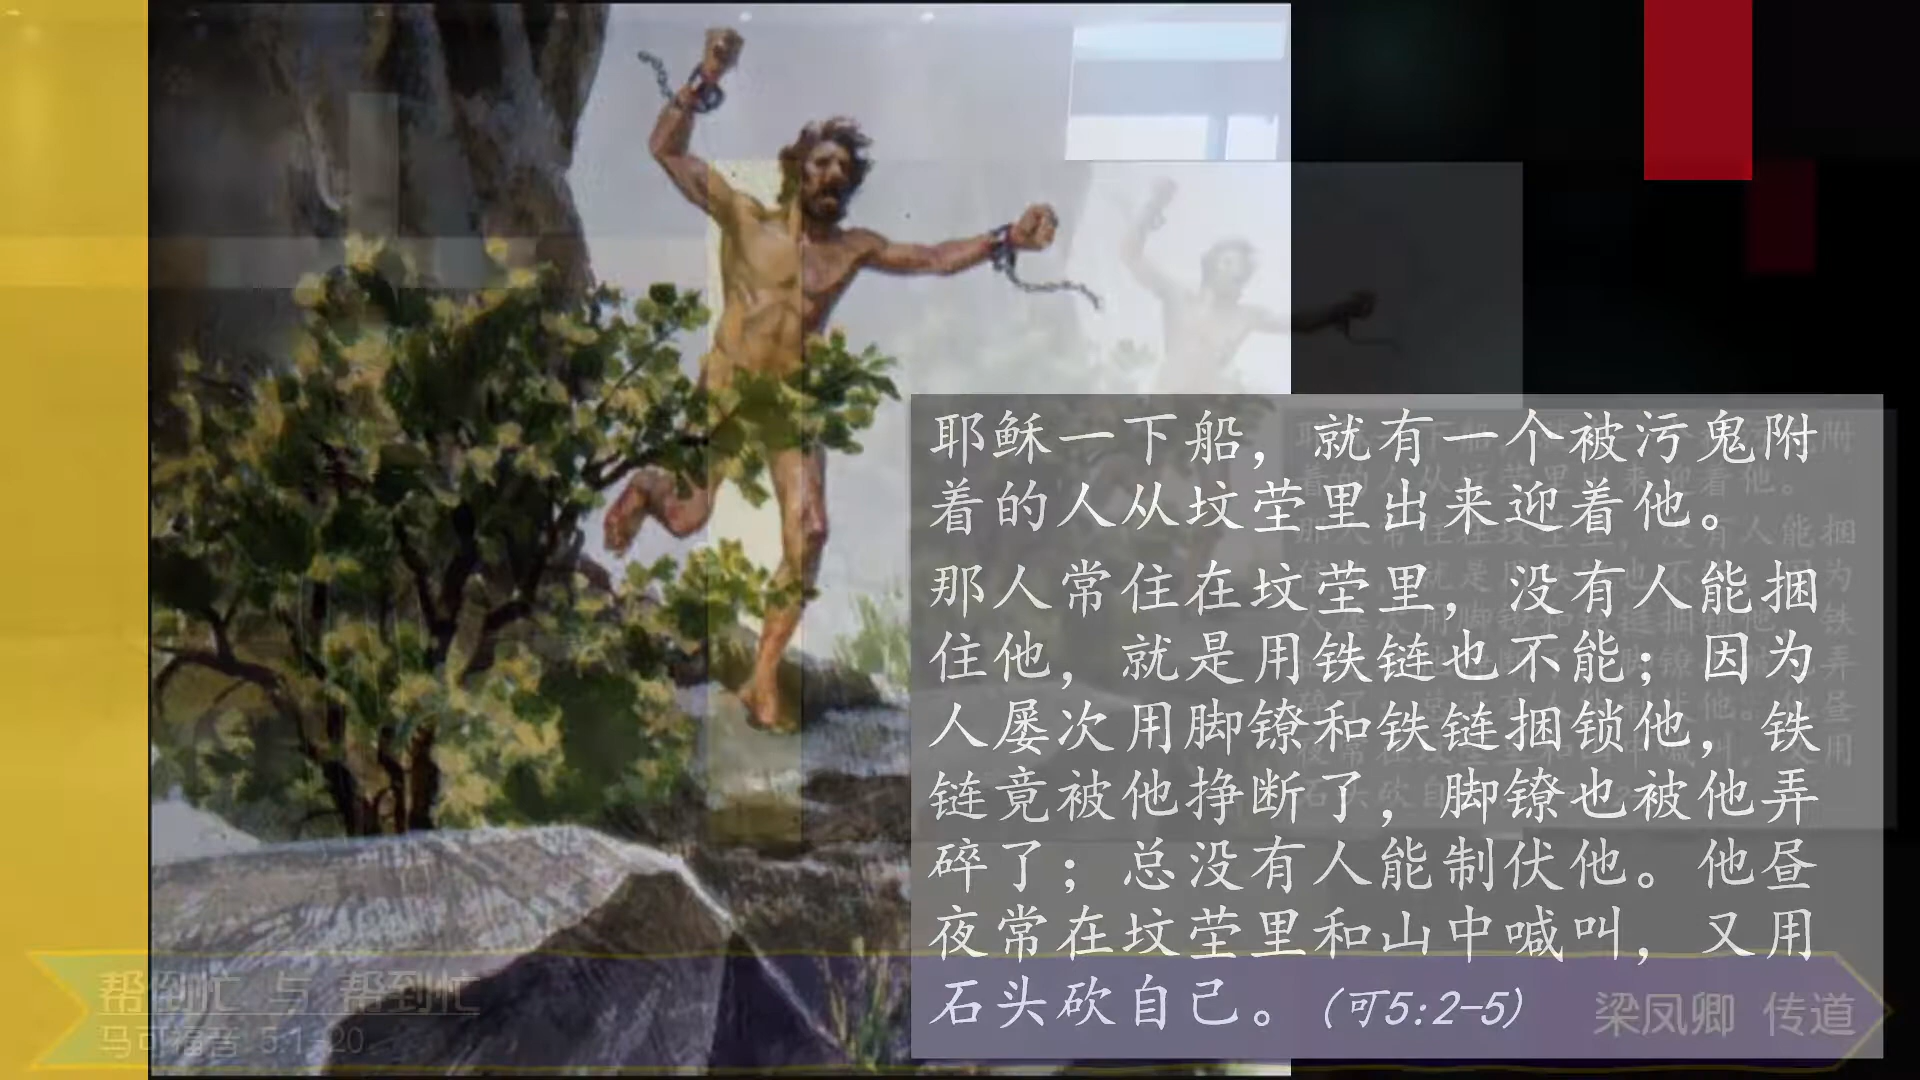 耶稣一下船，就有一个被污鬼附
着的人从坟茔里出来迎着他。
那人常住在坟茔里，没有人能捆
住他，就是用铁链也不能；因为
人屡次用脚镣和铁链捆锁他，铁
链竟被他挣断了，脚镣也被他弄
碎了；总没有人能制伏他。他昼
夜常在坟茔里和山中喊叫，又用
石头砍自己。(可5:2-5)
帮倒忙 与 帮到忙
马可福音 5:1-20
梁凤卿 传道